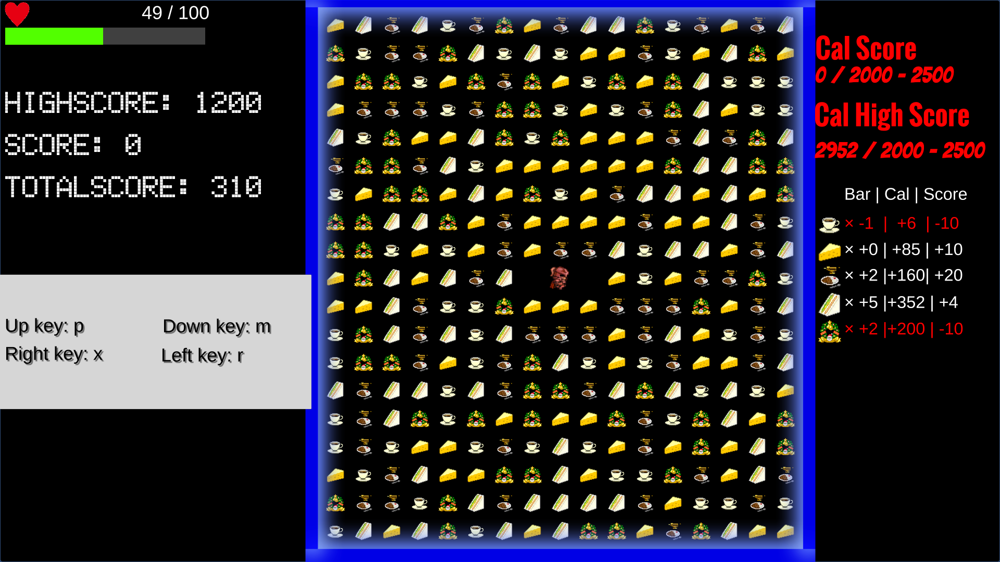 49 / 100
HIGHSCORE: 1200
SCORE: 0
TOTALSCORE: 310
Up key: p
Down key: m
Right key: x
Left key: r
Cal Score
0 / 2000 - 2500
Cal High Score
2952 / 2000 - 2500
Bar | Cal | Score
× -1 | +6 | -10
× +0 | +85 | +10
× +2 |+160| +20
× +5 |+352 | +4
× +2 |+200 | -10